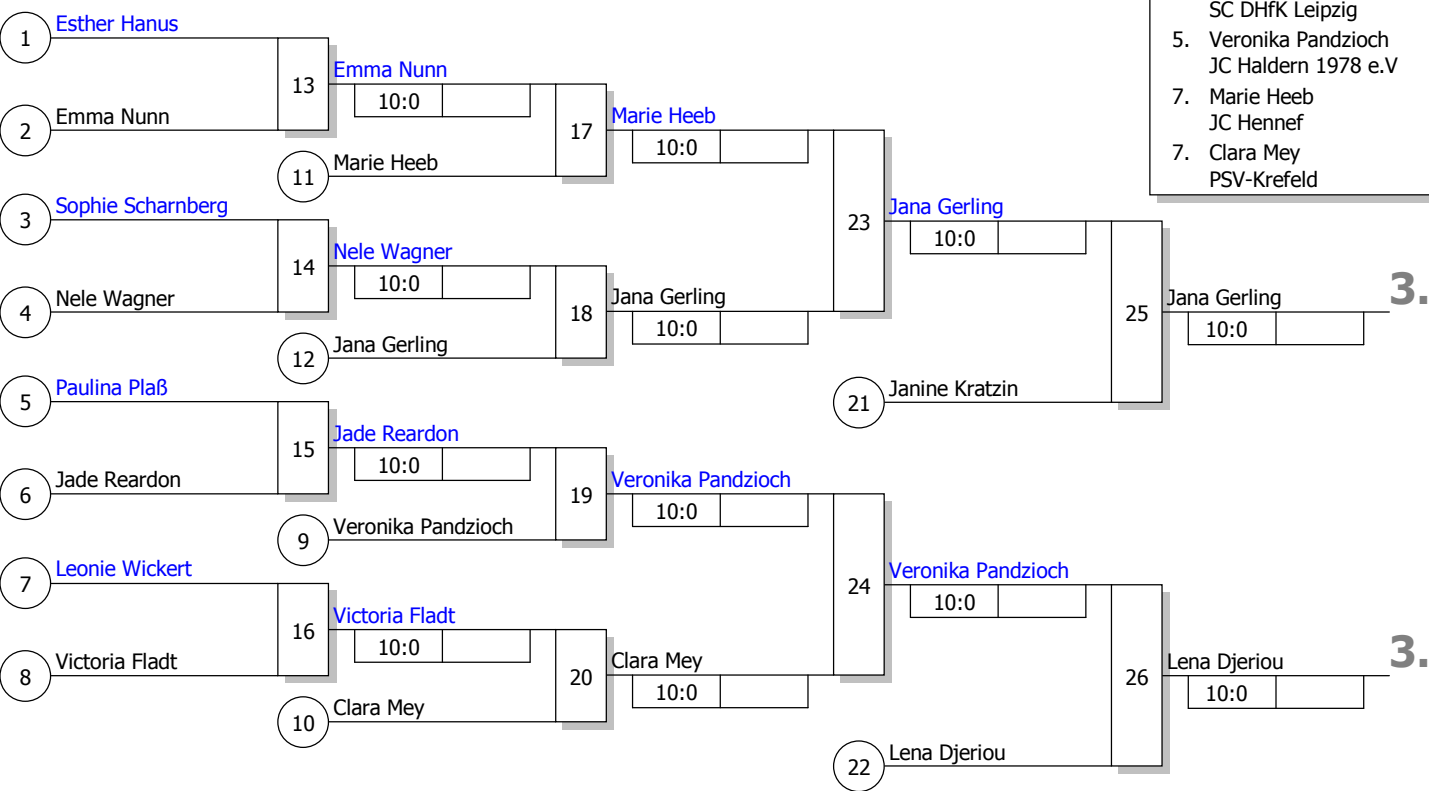 SC DHfK Leipzig
5. Veronika Pandzioch
JC Haldern 1978 e.V
7. Marie Heeb
JC Hennef
7. Clara Mey
PSV-Krefeld
1 Esther Hanus
13 Emma Nunn
10:0
2 Emma Nunn
17 Marie Heeb
10:0
11 Marie Heeb
3 Sophie Scharnberg
23 Jana Gerling
10:0
14 Nele Wagner
10:0
4 Nele Wagner
18 Jana Gerling
10:0
25 Jana Gerling
10:0
3.
12 Jana Gerling
5 Paulina Plaß
21 Janine Kratzin
15 Jade Reardon
10:0
6 Jade Reardon
19 Veronika Pandzioch
10:0
9 Veronika Pandzioch
7 Leonie Wickert
24 Veronika Pandzioch
10:0
16 Victoria Fladt
10:0
8 Victoria Fladt
20 Clara Mey
10:0
26 Lena Djeriou
10:0
3.
10 Clara Mey
22 Lena Djeriou